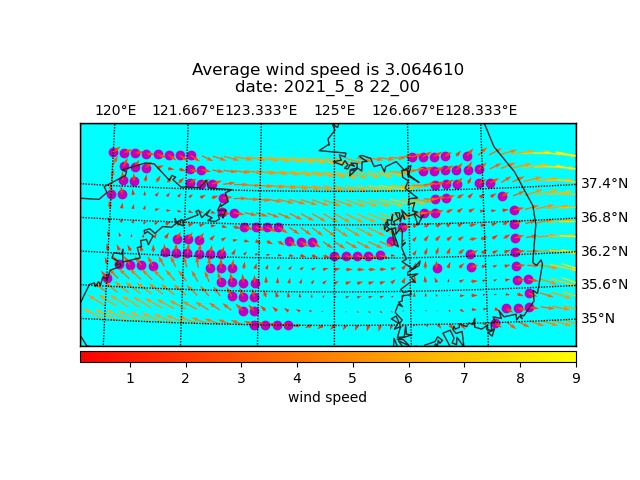 Average wind speed is 3.064610
date: 2021_5_8 22_00
120°E 121.667°E 123.333°E 125°E 126.667°E 128.333°E
37.4°N
36.8°N
36.2°N
35.6°N
35°N
1 2 3 4 5 6 7 8 9
wind speed